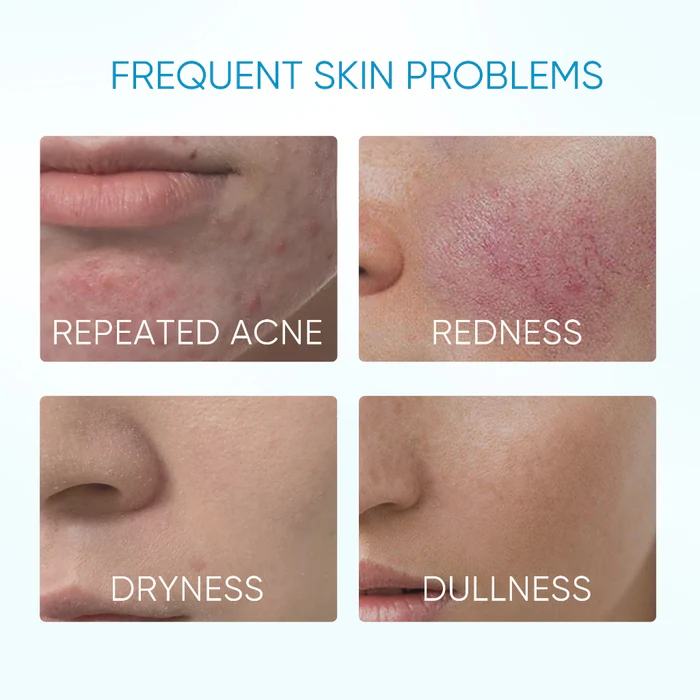 FREQUENT SKIN PROBLEMS
REPEATED ACNE
REDNESS
DRYNESS
DULLNESS